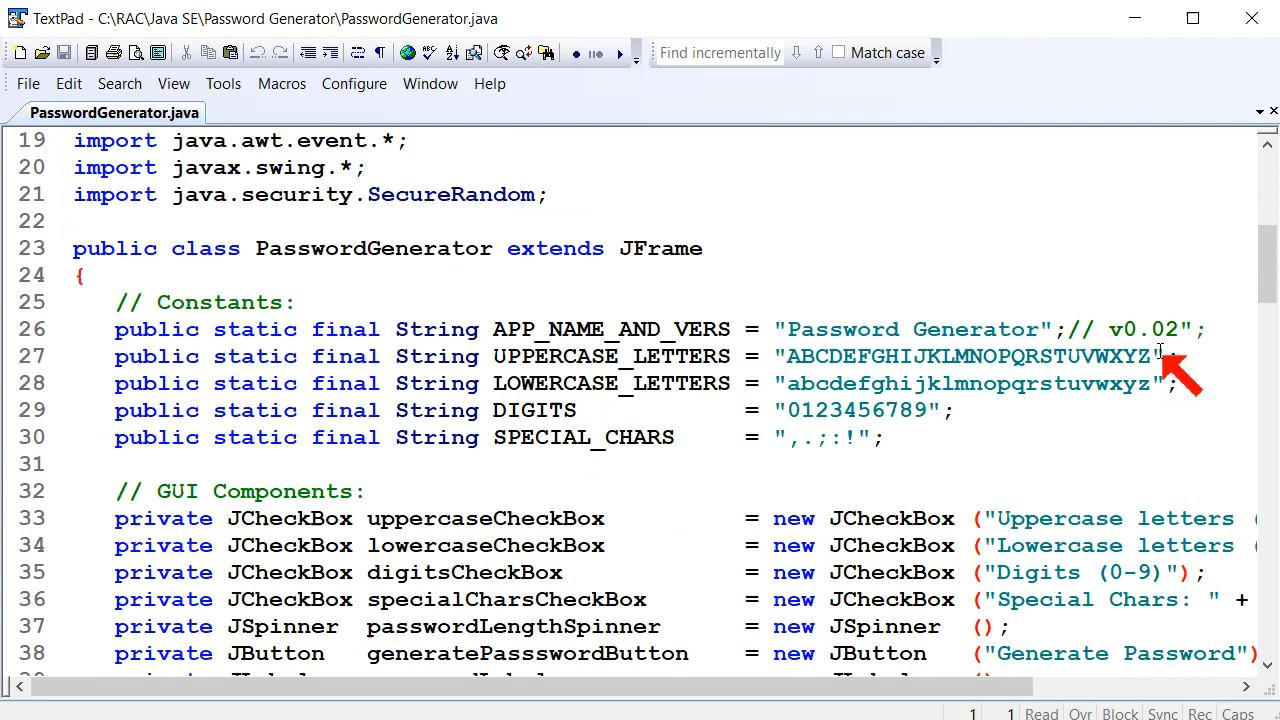 TextPad - C:\RAC\Java SE\Password Generator\PasswordGenerator.java
Find incrementally Match case
File Edit Search View Tools Macros Configure Window Help
PasswordGenerator.java
19 import java.awt.event.*;
20 import javax.swing.*;
21 import java.security.SecureRandom;
22
23 public class PasswordGenerator extends JFrame
24 {
25 // Constants:
26 public static final String APP_NAME_AND_VERS = "Password Generator";// v0.02";
27 public static final String UPPERCASE_LETTERS = "ABCDEFGHIJKLMNOPQRSTUVWXYZ";
28 public static final String LOWERCASE_LETTERS = "abcdefghijklmnopqrstuvwxyz";
29 public static final String DIGITS = "0123456789";
30 public static final String SPECIAL_CHARS = ",.;:!";
31
32 // GUI Components:
33 private JCheckBox uppercaseCheckBox = new JCheckBox ("Uppercase letters (
34 private JCheckBox lowercaseCheckBox = new JCheckBox ("Lowercase letters (
35 private JCheckBox digitsCheckBox = new JCheckBox ("Digits (0-9)");
36 private JCheckBox specialCharsCheckBox = new JCheckBox ("Special Chars: " +
37 private JSpinner passwordLengthSpinner = new JSpinner ();
38 private JButton generatePassswordButton = new JButton ("Generate Password")
1 1 Read Ovr Block Sync Rec Caps